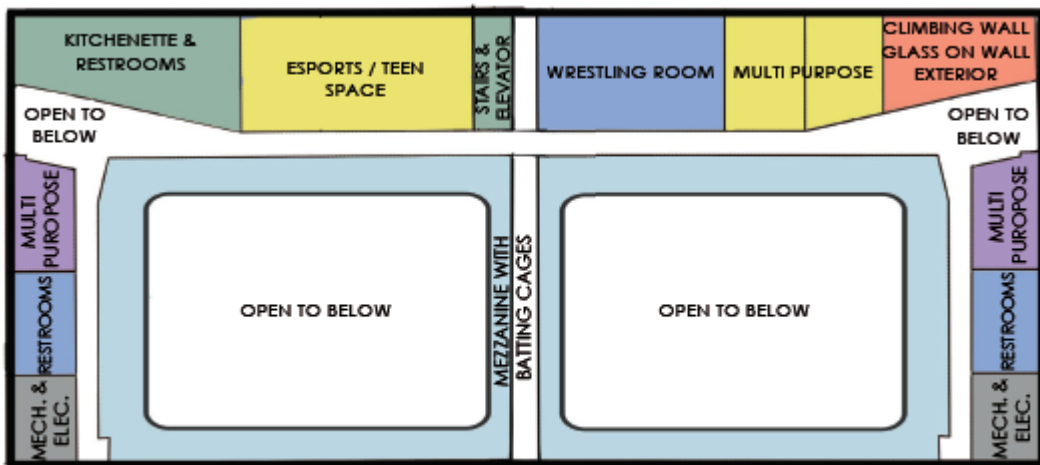 KITCHENETTE &
RESTROOMS
ESPORTS / TEEN
SPACE
STAIRS &
ELEVATOR
WRESTLING ROOM
MULTI PURPOSE
CLIMBING WALL
GLASS ON WALL
EXTERIOR
OPEN TO
BELOW
OPEN TO
BELOW
MULTI
PUROPOSE
RESTROOMS
MECH. &
ELEC.
OPEN TO BELOW
MEZZANINE WITH
BATTING CAGES
OPEN TO BELOW
MULTI
PUROPOSE
RESTROOMS
MECH. &
ELEC.